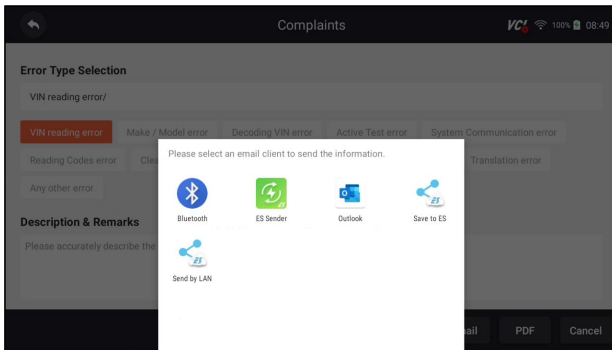 Complaints
VCI 100% 08:49
Error Type Selection
VIN reading error/
VIN reading error Make / Model error Decoding VIN error Active Test error System Communication error
Reading Codes error Clea Translation error
Any other error
Please select an email client to send the information.
Bluetooth ES Sender Outlook Save to ES
Description & Remarks
Please accurately describe the
Send by LAN
ail PDF Cancel